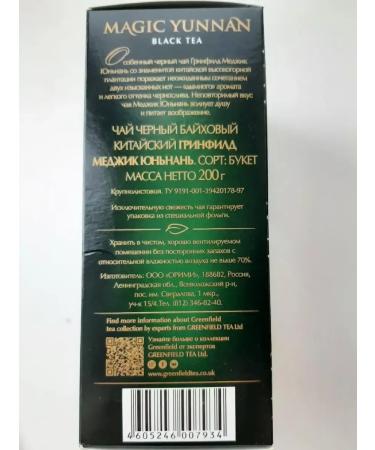 MAGIC YUNNAN
BLACK TEA
Особенный черный чай Гринфилд Меджик
Юньнань со знаменитой китайской высокогорной
плантации поражает неожиданным сочетанием
двух изысканных нот — дымного аромата
и легкого оттенка чернослива. Неповторимый вкус
чая Меджик Юньнань волнует душу
и питает воображение.
ЧАЙ ЧЕРНЫЙ БАЙХОВЫЙ
КИТАЙСКИЙ ГРИНФИЛД
МЕДЖИК ЮНЬНАНЬ. СОРТ: БУКЕТ
МАССА НЕТТО 200 г
Крупнолистовой. ТУ 9191-001-39420178-97
Исключительную свежесть чая гарантирует
упаковка из специальной фольги.
Хранить в чистом, хорошо вентилируемом
помещении без посторонних запахов с
относительной влажностью воздуха не выше 70%.
Изготовитель: ООО «ОРИМИ», 188682, Россия,
Ленинградская обл., Всеволожский р-н,
пос. им. Свердлова, 1 мкр.,
уч-к 15/4. Тел. (812) 346-82-40.
Find more information about Greenfield
tea collection by experts from GREENFIELD TEA Ltd.
Узнайте больше о коллекции
Greenfield от экспертов
GREENFIELD TEA Ltd.
www.greenfieldtea.co.uk
4605246007934